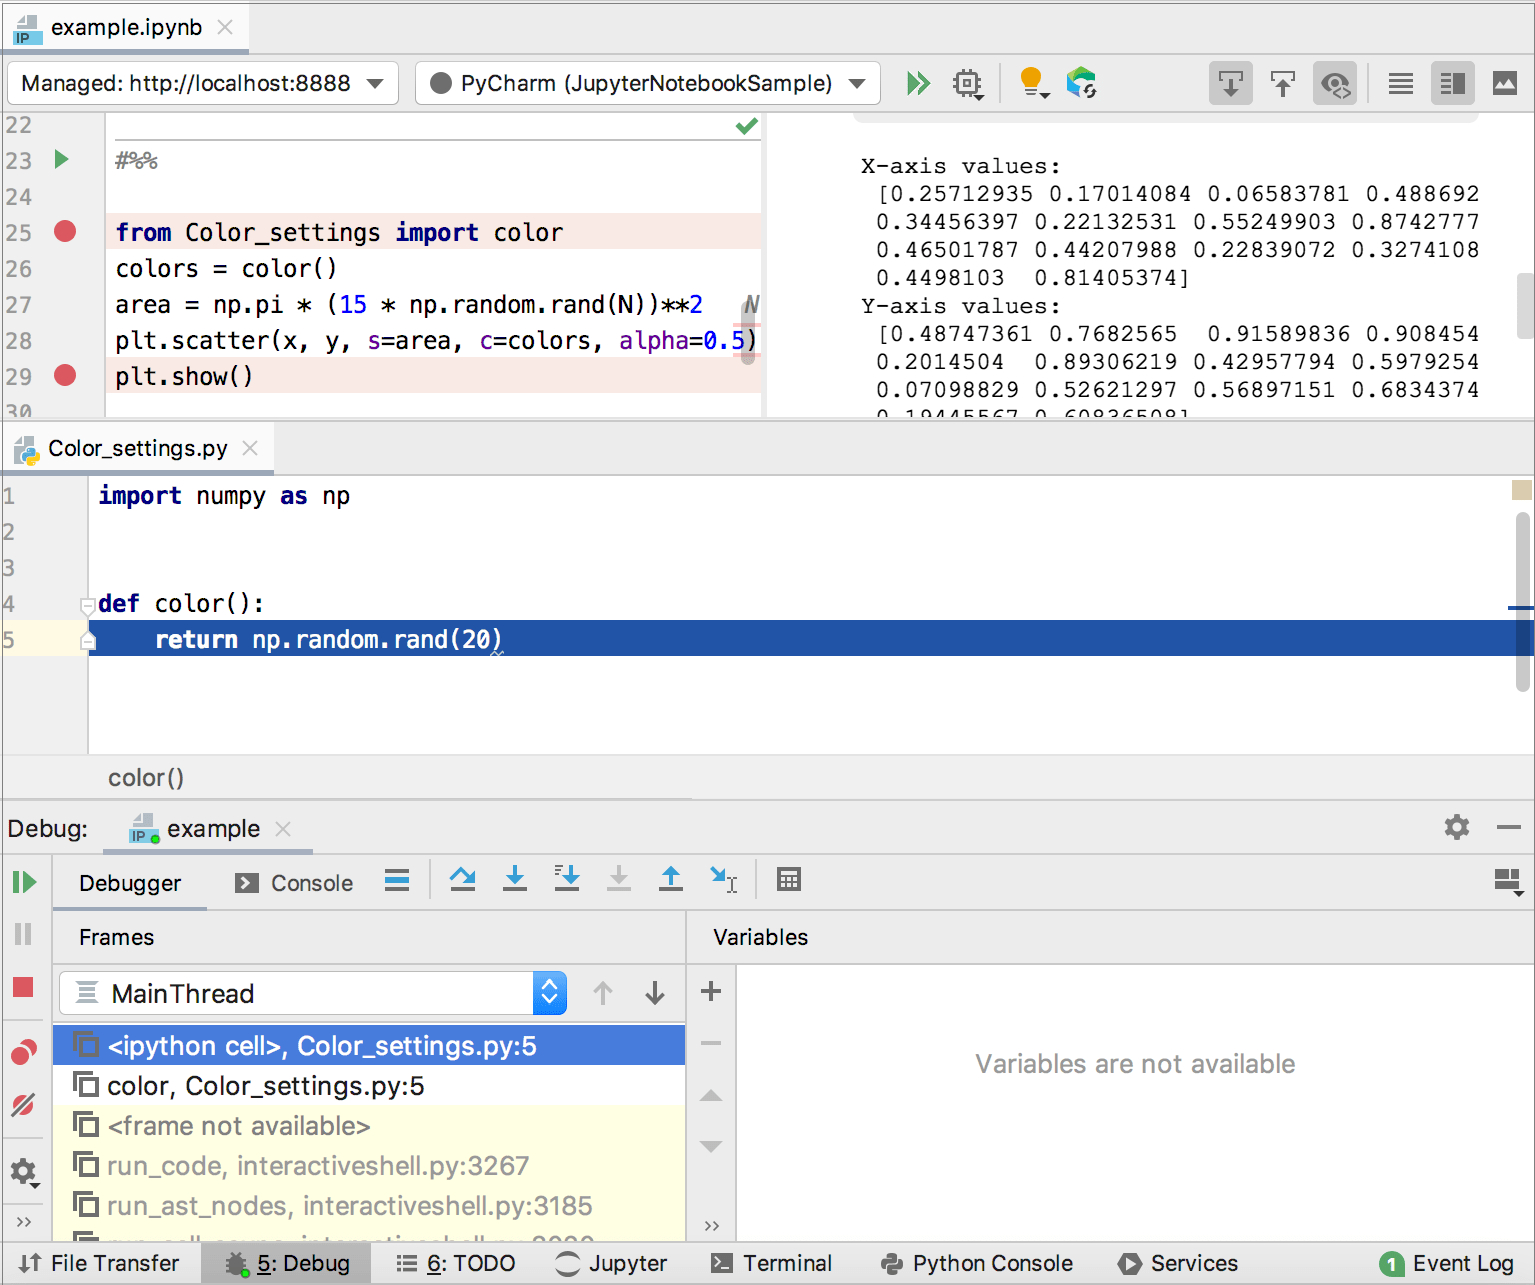 example.ipynb
Managed: http://localhost:8888
PyCharm (JupyterNotebookSample)
22
23 #%%
24
25 from Color_settings import color
26 colors = color()
27 area = np.pi * (15 * np.random.rand(N))**2 N
28 plt.scatter(x, y, s=area, c=colors, alpha=0.5)
29 plt.show()
30
X-axis values:
[0.25712935 0.17014084 0.06583781 0.488692
0.34456397 0.22132531 0.55249903 0.8742777
0.46501787 0.44207988 0.22839072 0.3274108
0.4498103 0.81405374]
Y-axis values:
[0.48747361 0.7682565 0.91589836 0.908454
0.2014504 0.89306219 0.42957794 0.5979254
0.07098829 0.52621297 0.56897151 0.6834374
0.19445567 0.60836508]
Color_settings.py
1 import numpy as np
2
3
4 def color():
5 return np.random.rand(20)
color()
Debug: IP example
Debugger Console
Frames
Variables
MainThread
<ipython cell>, Color_settings.py:5
color, Color_settings.py:5
<frame not available>
run_code, interactiveshell.py:3267
run_ast_nodes, interactiveshell.py:3185
Variables are not available
File Transfer 5: Debug 6: TODO Jupyter Terminal Python Console Services 1 Event Log